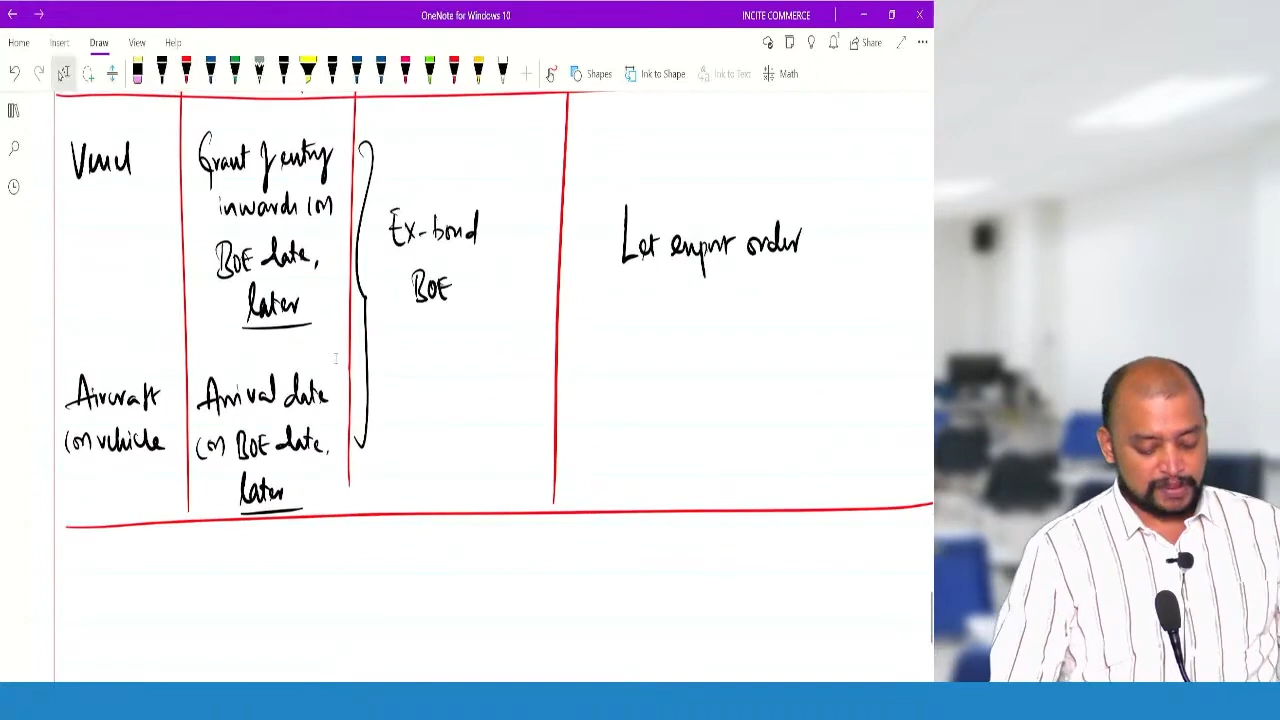 OneNote for Windows 10
INCITE COMMERCE
Home Insert Draw View Help
Share
Shapes Ink to Shape Ink to Text Math
Vessel
Grant of entry
inwards (or)
BOE date,
later
Ex-bond
BOE
Let export order
Aircraft
(or) vehicle
Arrival date
(or) BOE date,
later